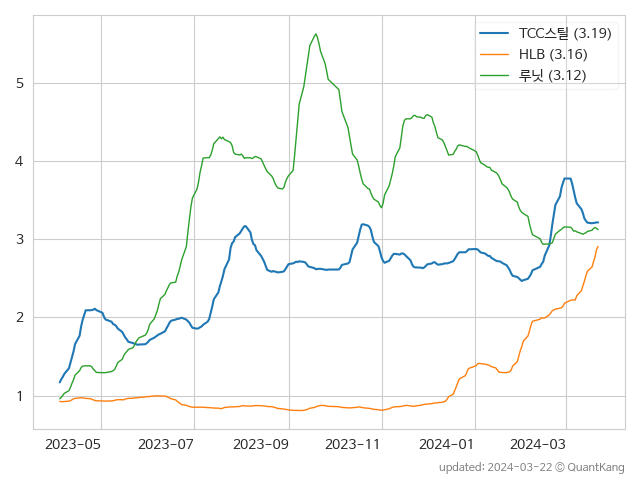 TCC스틸 (3.19)
HLB (3.16)
루닛 (3.12)
5
4
3
2
1
2023-05
2023-07
2023-09
2023-11
2024-01
2024-03
updated: 2024-03-22 © QuantKang